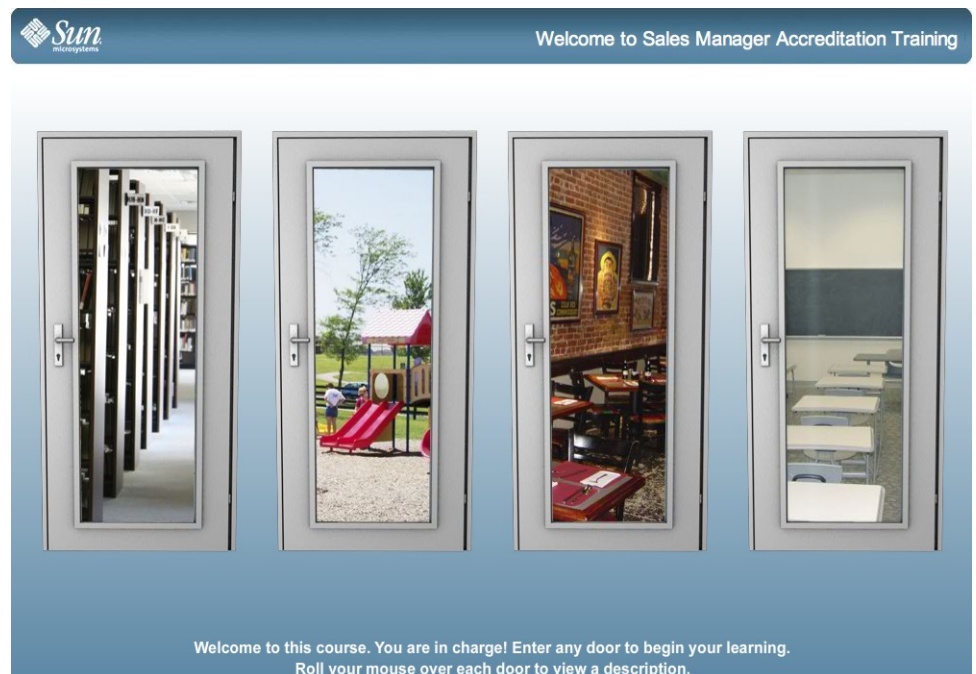 Sun
microsystems
Welcome to Sales Manager Accreditation Training
Welcome to this course. You are in charge! Enter any door to begin your learning.
Roll your mouse over each door to view a description.